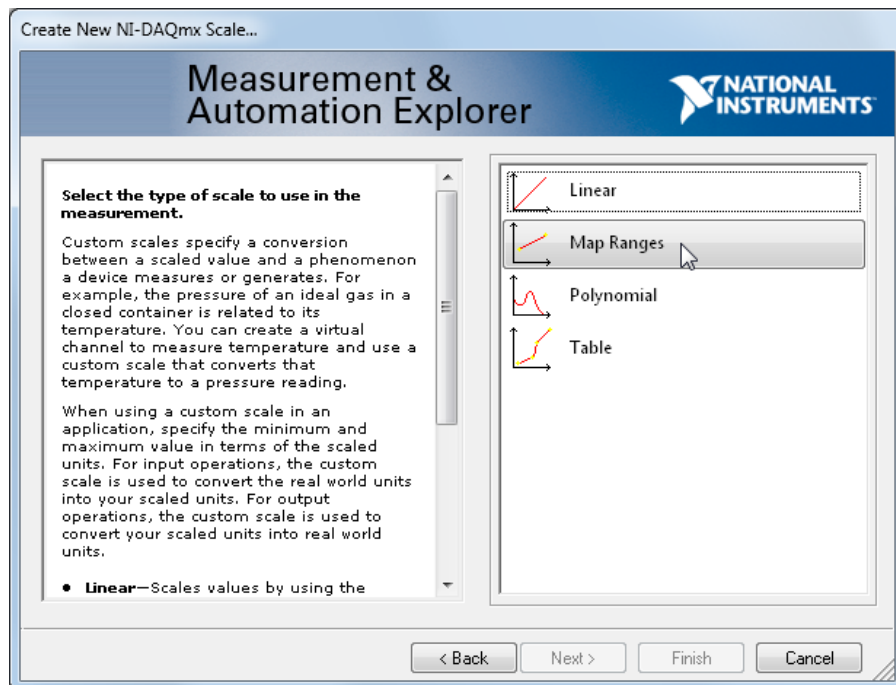 Create New NI-DAQmx Scale...
Measurement &
Automation Explorer
NATIONAL
INSTRUMENTS
Select the type of scale to use in the
measurement.
Custom scales specify a conversion
between a scaled value and a phenomenon
a device measures or generates. For
example, the pressure of an ideal gas in a
closed container is related to its
temperature. You can create a virtual
channel to measure temperature and use a
custom scale that converts that
temperature to a pressure reading.
When using a custom scale in an
application, specify the minimum and
maximum value in terms of the scaled
units. For input operations, the custom
scale is used to convert the real world units
into your scaled units. For output
operations, the custom scale is used to
convert your scaled units into real world
units.
• Linear—Scales values by using the
Linear
Map Ranges
Polynomial
Table
< Back
Next >
Finish
Cancel